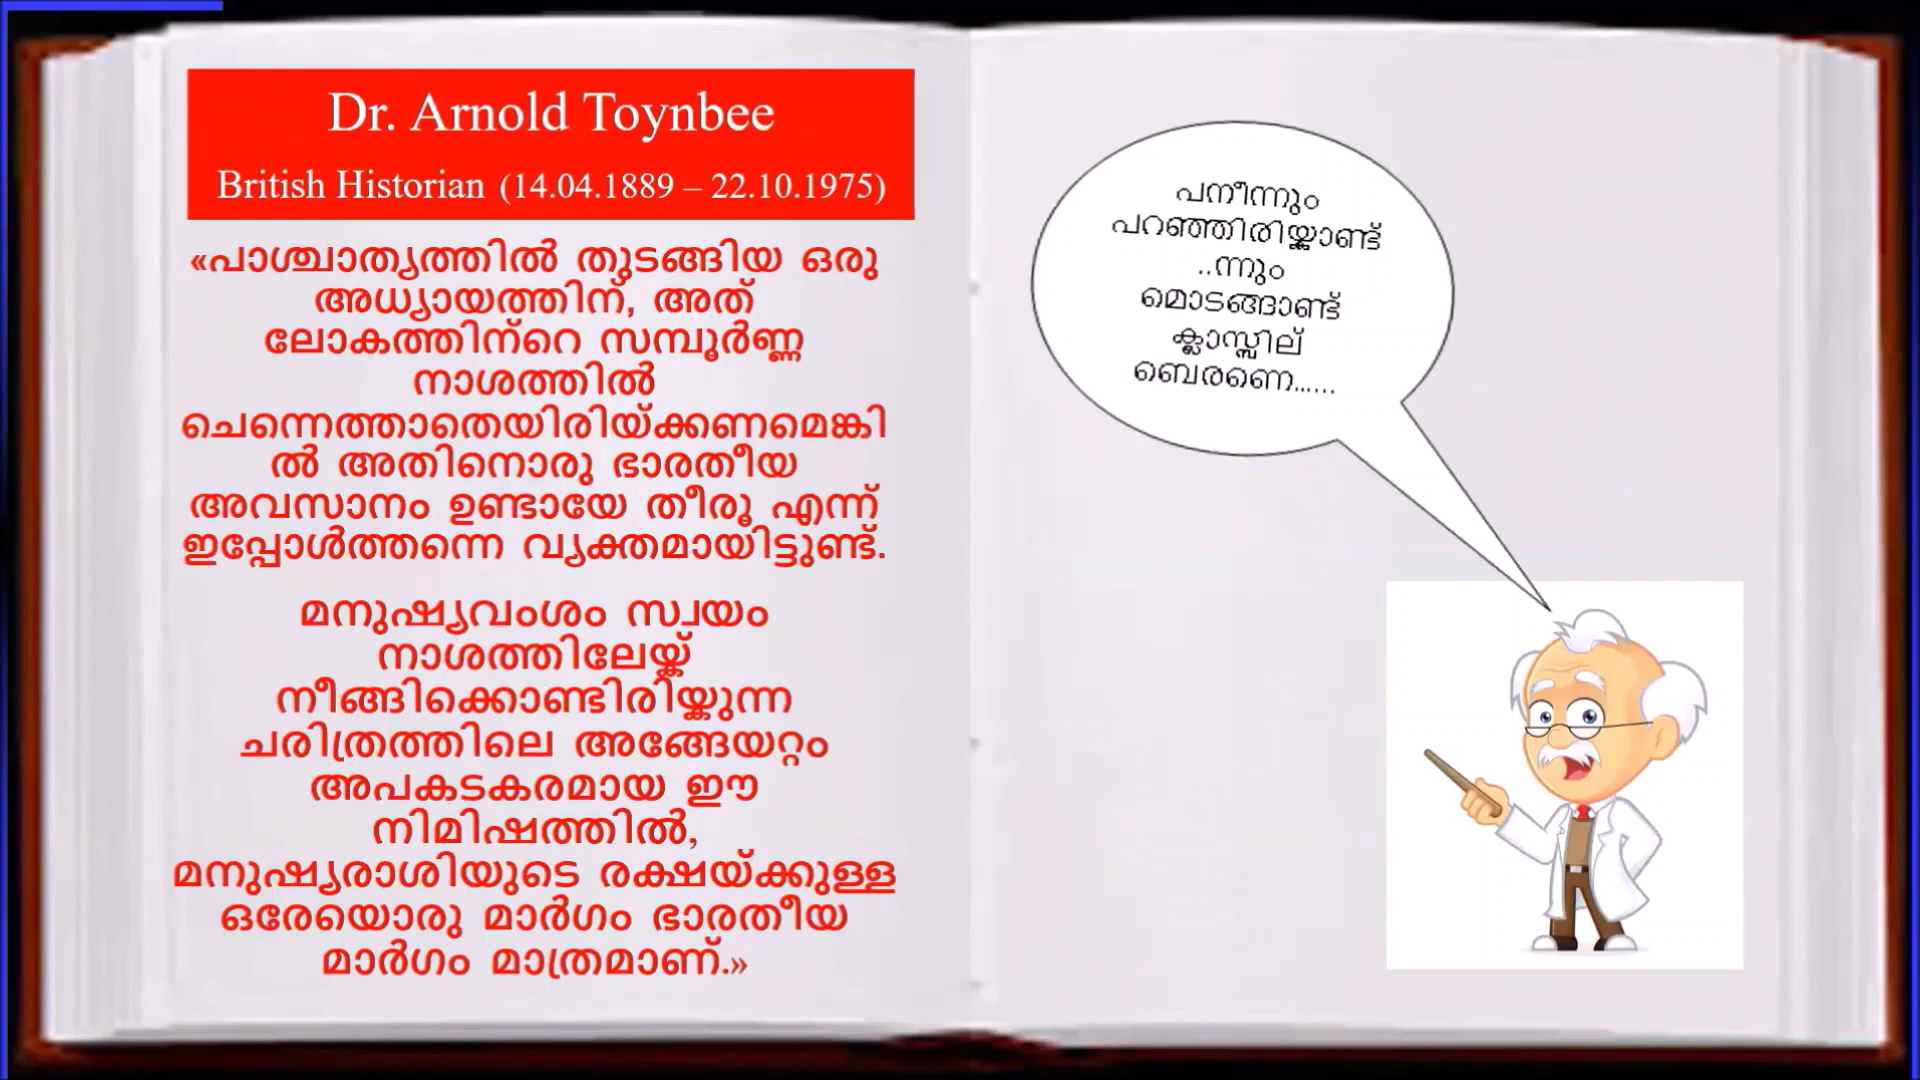 Dr. Arnold Toynbee
British Historian (14.04.1889 – 22.10.1975)
«പാശ്ചാത്യത്തിൽ തുടങ്ങിയ ഒരു
അധ്യായത്തിന്, അത്
ലോകത്തിന്റെ സമ്പൂർണ്ണ
നാശത്തിൽ
ചെന്നെത്താതെയിരിയ്ക്കണമെങ്കി
ൽ അതിനൊരു ഭാരതീയ
അവസാനം ഉണ്ടായേ തീരൂ എന്ന്
ഇപ്പോൾത്തന്നെ വ്യക്തമായിട്ടുണ്ട്.
മനുഷ്യവംശം സ്വയം
നാശത്തിലേയ്ക്ക്
നീങ്ങിക്കൊണ്ടിരിയ്ക്കുന്ന
ചരിത്രത്തിലെ അങ്ങേയറ്റം
അപകടകരമായ ഈ
നിമിഷത്തിൽ,
മനുഷ്യരാശിയുടെ രക്ഷയ്ക്കുള്ള
ഒരേയൊരു മാർഗം ഭാരതീയ
മാർഗം മാത്രമാണ്.»
പനീന്നും
പറഞ്ഞിരിയ്ക്കാണ്ട്
..ന്നും
മൊടങ്ങാണ്ട്
ക്ലാസ്സില്
ബെരണെ......